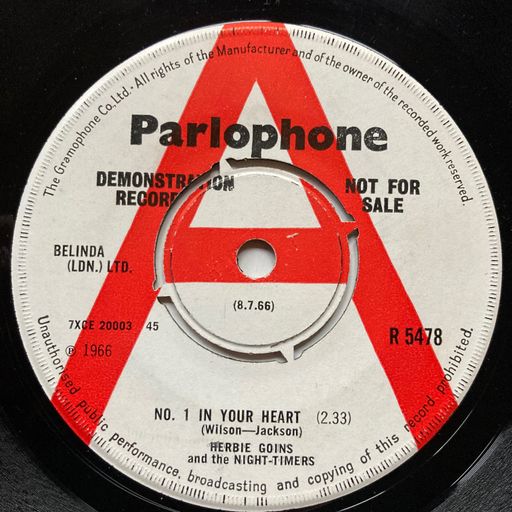 The Gramophone Co. Ltd. · All rights of the Manufacturer and of the owner of the recorded work reserved.
A
Parlophone
DEMONSTRATION
RECORD
NOT FOR
SALE
BELINDA
(LDN.) LTD.
(8.7.66)
7XCE 20003 45
℗ 1966
R 5478
NO. 1 IN YOUR HEART (2.33)
(Wilson—Jackson)
HERBIE GOINS
and the NIGHT-TIMERS
Unauthorised public performance, broadcasting and copying of this record prohibited.